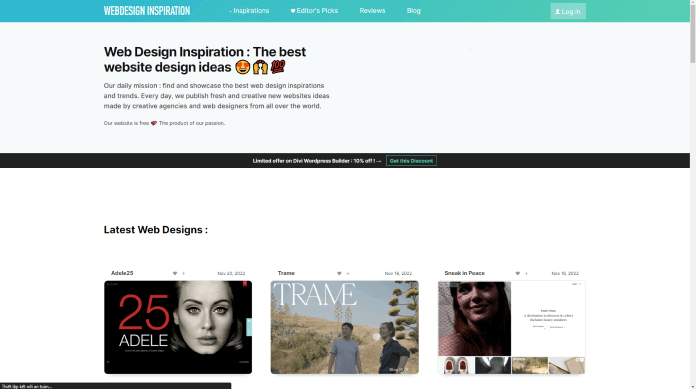 WEBDESIGN INSPIRATION
Inspirations
Editor's Picks
Reviews
Blog
Log in
Web Design Inspiration : The best
website design ideas 🤩🙌💯
Our daily mission : find and showcase the best web design inspirations
and trends. Every day, we publish fresh and creative new websites ideas
made by creative agencies and web designers from all over the world.
Our website is free 💝 The product of our passion.
Limited offer on Divi Wordpress Builder : 10% off ! →
Get this Discount
Latest Web Designs :
Adele25
+
Nov 20, 2022
Trame
+
Nov 18, 2022
Sneak in Peace
+
Nov 18, 2022
25
ADELE
TRAME